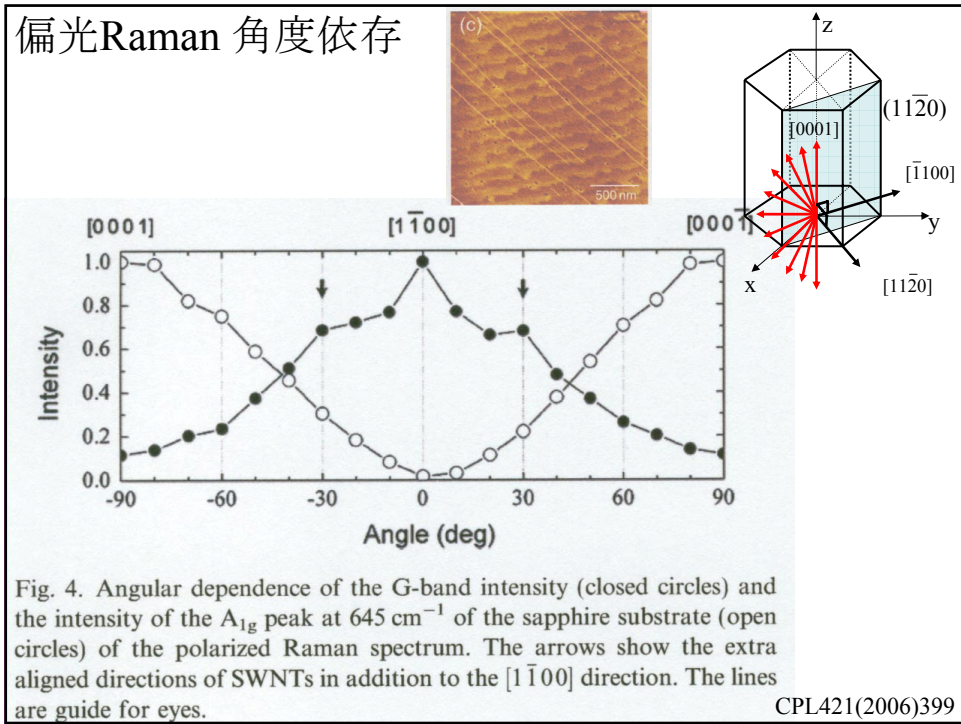 偏光Raman 角度依存
(c)
500 nm
z
(112̅0)
[0001]
[1̅100]
y
x
[112̅0]
[0001]
[11̅00]
[0001̅]
1.0
0.8
0.6
0.4
0.2
0.0
Intensity
-90
-60
-30
0
30
60
90
Angle (deg)
Fig. 4. Angular dependence of the G-band intensity (closed circles) and
the intensity of the A1g peak at 645 cm⁻¹ of the sapphire substrate (open
circles) of the polarized Raman spectrum. The arrows show the extra
aligned directions of SWNTs in addition to the [11̅00] direction. The lines
are guide for eyes.
CPL421(2006)399